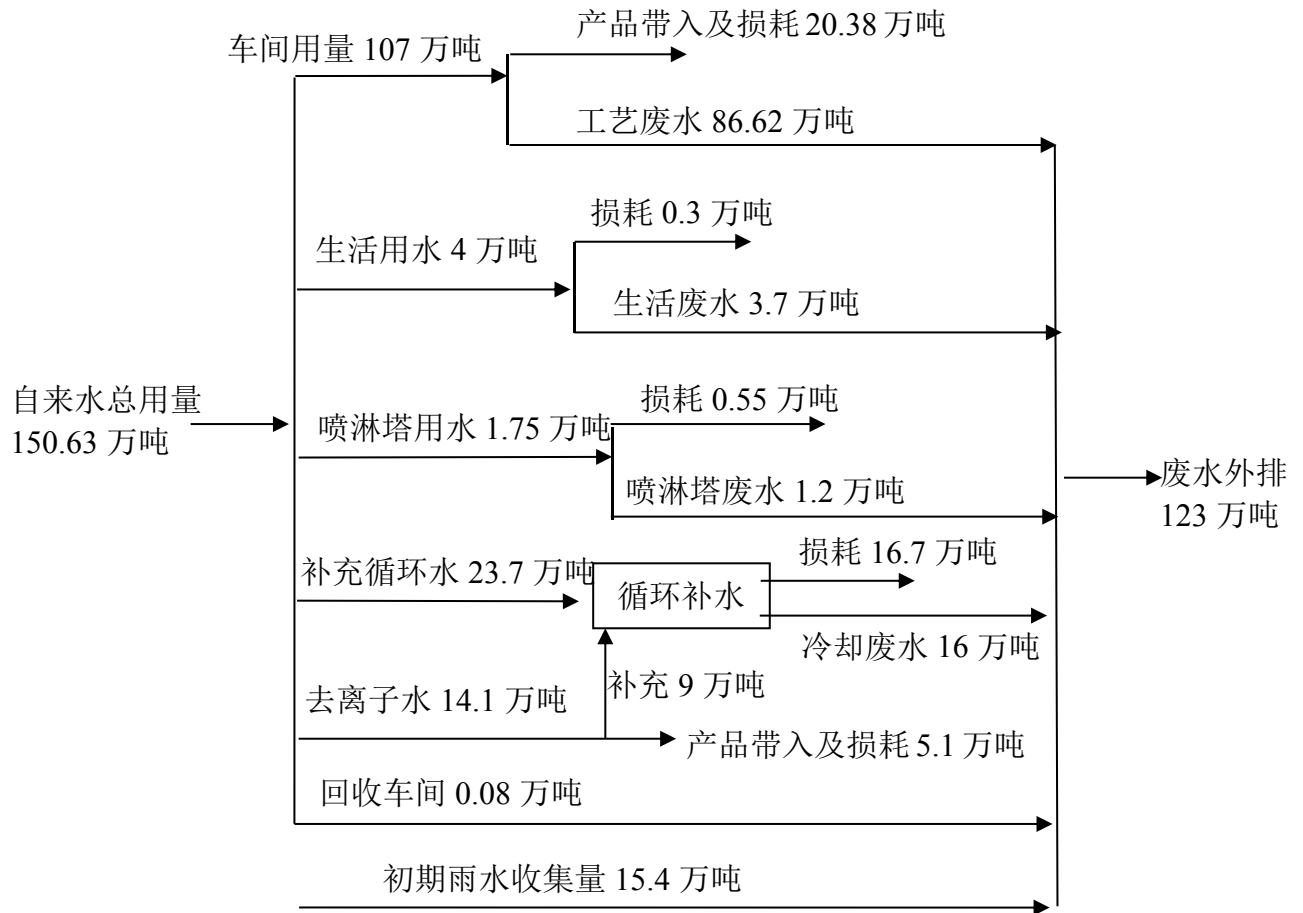 产品带入及损耗 20.38 万吨
车间用量 107 万吨
工艺废水 86.62 万吨
损耗 0.3 万吨
生活用水 4 万吨
生活废水 3.7 万吨
自来水总用量
150.63 万吨
损耗 0.55 万吨
喷淋塔用水 1.75 万吨
喷淋塔废水 1.2 万吨
废水外排
123 万吨
损耗 16.7 万吨
补充循环水 23.7 万吨
循环补水
冷却废水 16 万吨
补充 9 万吨
去离子水 14.1 万吨
产品带入及损耗 5.1 万吨
回收车间 0.08 万吨
初期雨水收集量 15.4 万吨